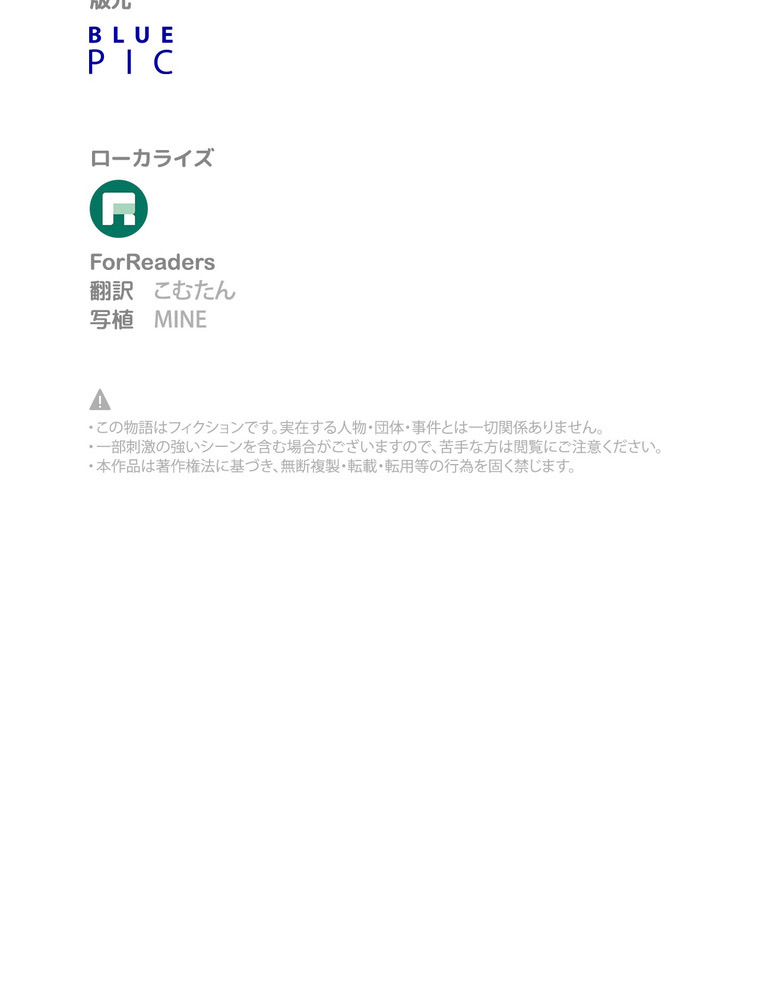 版元
BLUE
PIC
ローカライズ
ForReaders
翻訳 こむたん
写植 MINE
・この物語はフィクションです。実在する人物・団体・事件とは一切関係ありません。
・一部刺激の強いシーンを含む場合がございますので、苦手な方は閲覧にご注意ください。
・本作品は著作権法に基づき、無断複製・転載・転用等の行為を固く禁じます。